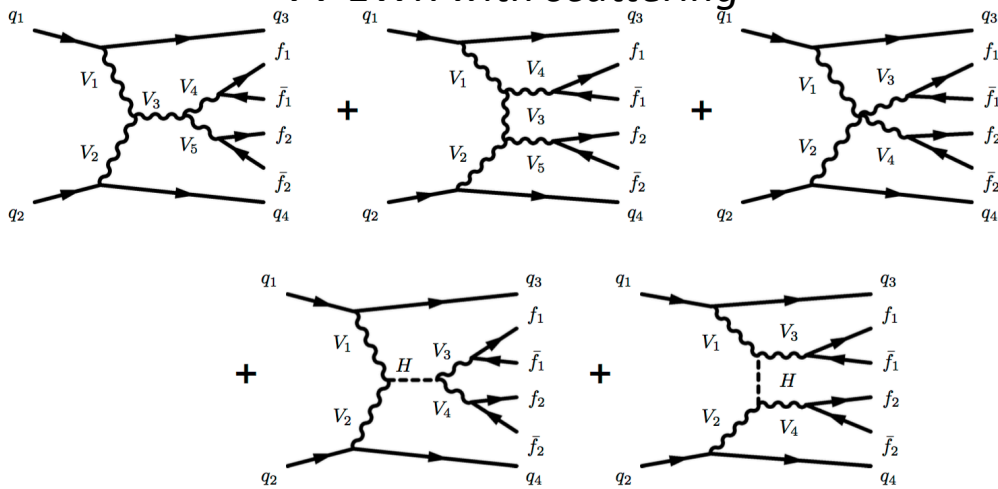 with scattering
q₁
q₃
f₁
V₁
V₄
V₃
f̄₁
+
f₂
V₂
V₅
f̄₂
q₂
q₄
q₁
q₃
f₁
V₁
V₄
f̄₁
V₃
+
f₂
V₂
V₅
f̄₂
q₂
q₄
q₁
q₃
f₁
V₃
V₁
f̄₁
f₂
V₂
V₄
f̄₂
q₂
q₄
q₁
q₃
f₁
V₁
V₃
H
f̄₁
+
f₂
V₂
V₄
f̄₂
q₂
q₄
q₁
q₃
f₁
V₁
V₃
f̄₁
+
H
f₂
V₂
V₄
f̄₂
q₂
q₄